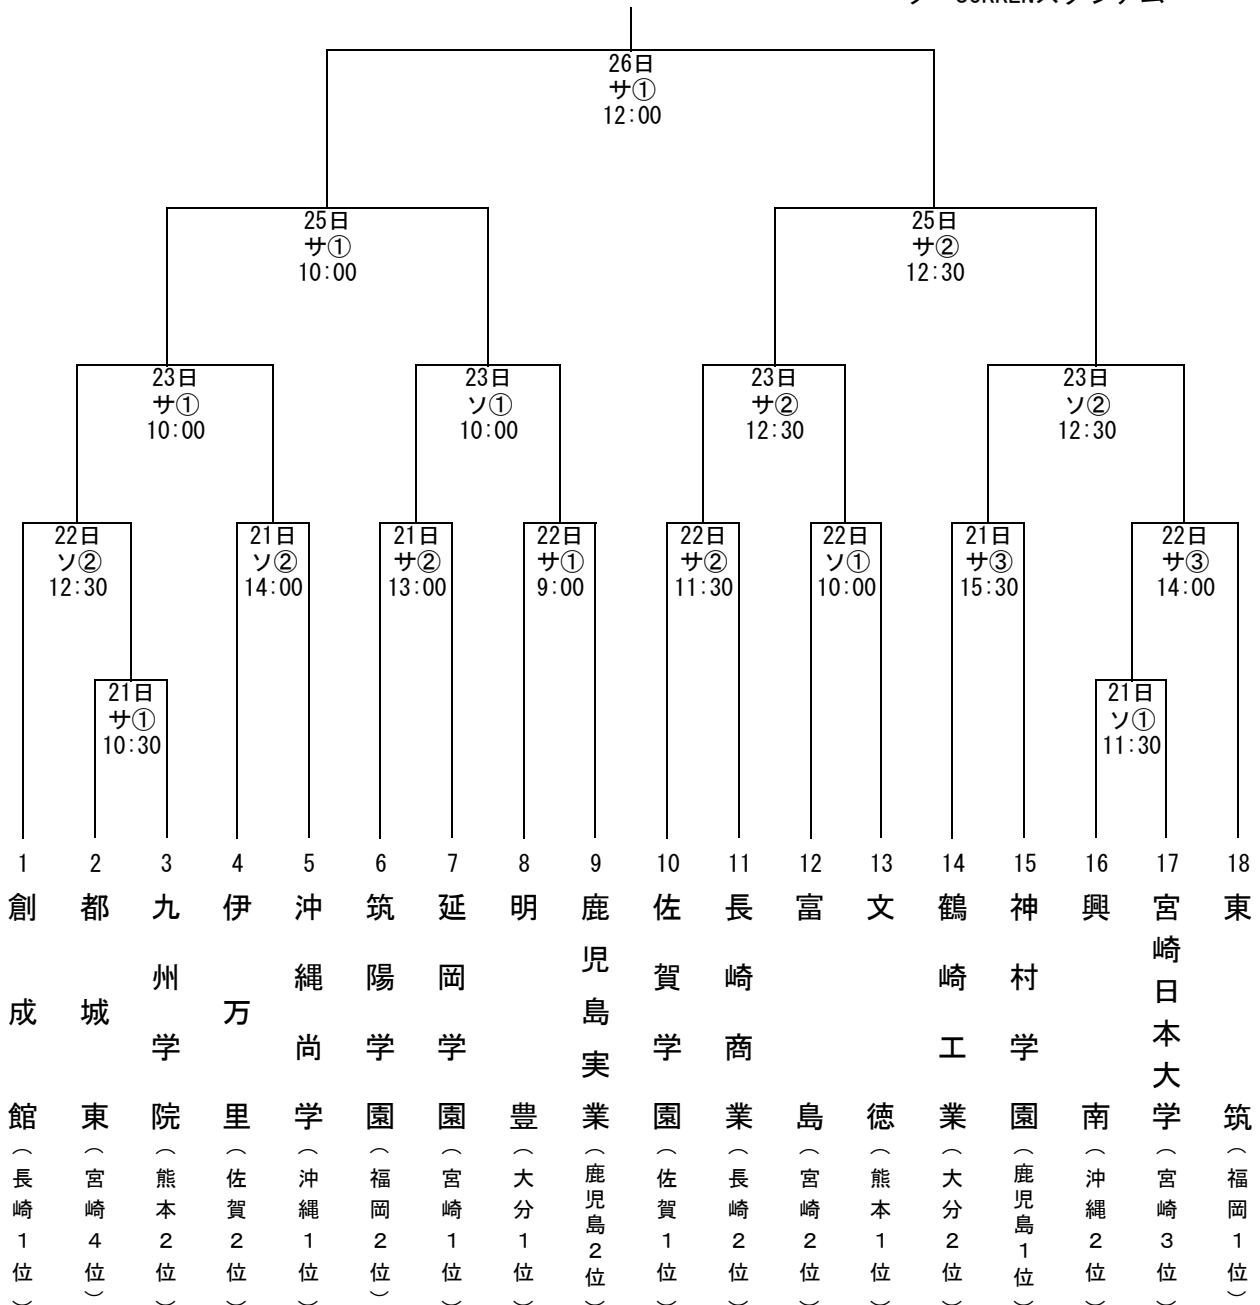 26日
サ①
12:00
25日
サ①
10:00
25日
サ②
12:30
23日
サ①
10:00
23日
ソ①
10:00
23日
サ②
12:30
23日
ソ②
12:30
22日
ソ②
12:30
21日
ソ②
14:00
21日
サ②
13:00
22日
サ①
9:00
22日
サ②
11:30
22日
ソ①
10:00
21日
サ③
15:30
22日
サ③
14:00
21日
サ①
10:30
21日
ソ①
11:30
1 創成館(長崎1位)
2 都城東(宮崎4位)
3 九州学院(熊本2位)
4 伊万里(佐賀2位)
5 沖縄尚学(沖縄1位)
6 筑陽学園(福岡2位)
7 延岡学園(宮崎1位)
8 明豊(大分1位)
9 鹿児島実業(鹿児島2位)
10 佐賀学園(佐賀1位)
11 長崎商業(長崎2位)
12 富島(宮崎2位)
13 文徳(熊本1位)
14 鶴崎工業(大分2位)
15 神村学園(鹿児島1位)
16 興南(沖縄2位)
17 宮崎日本大学(宮崎3位)
18 東筑(福岡1位)